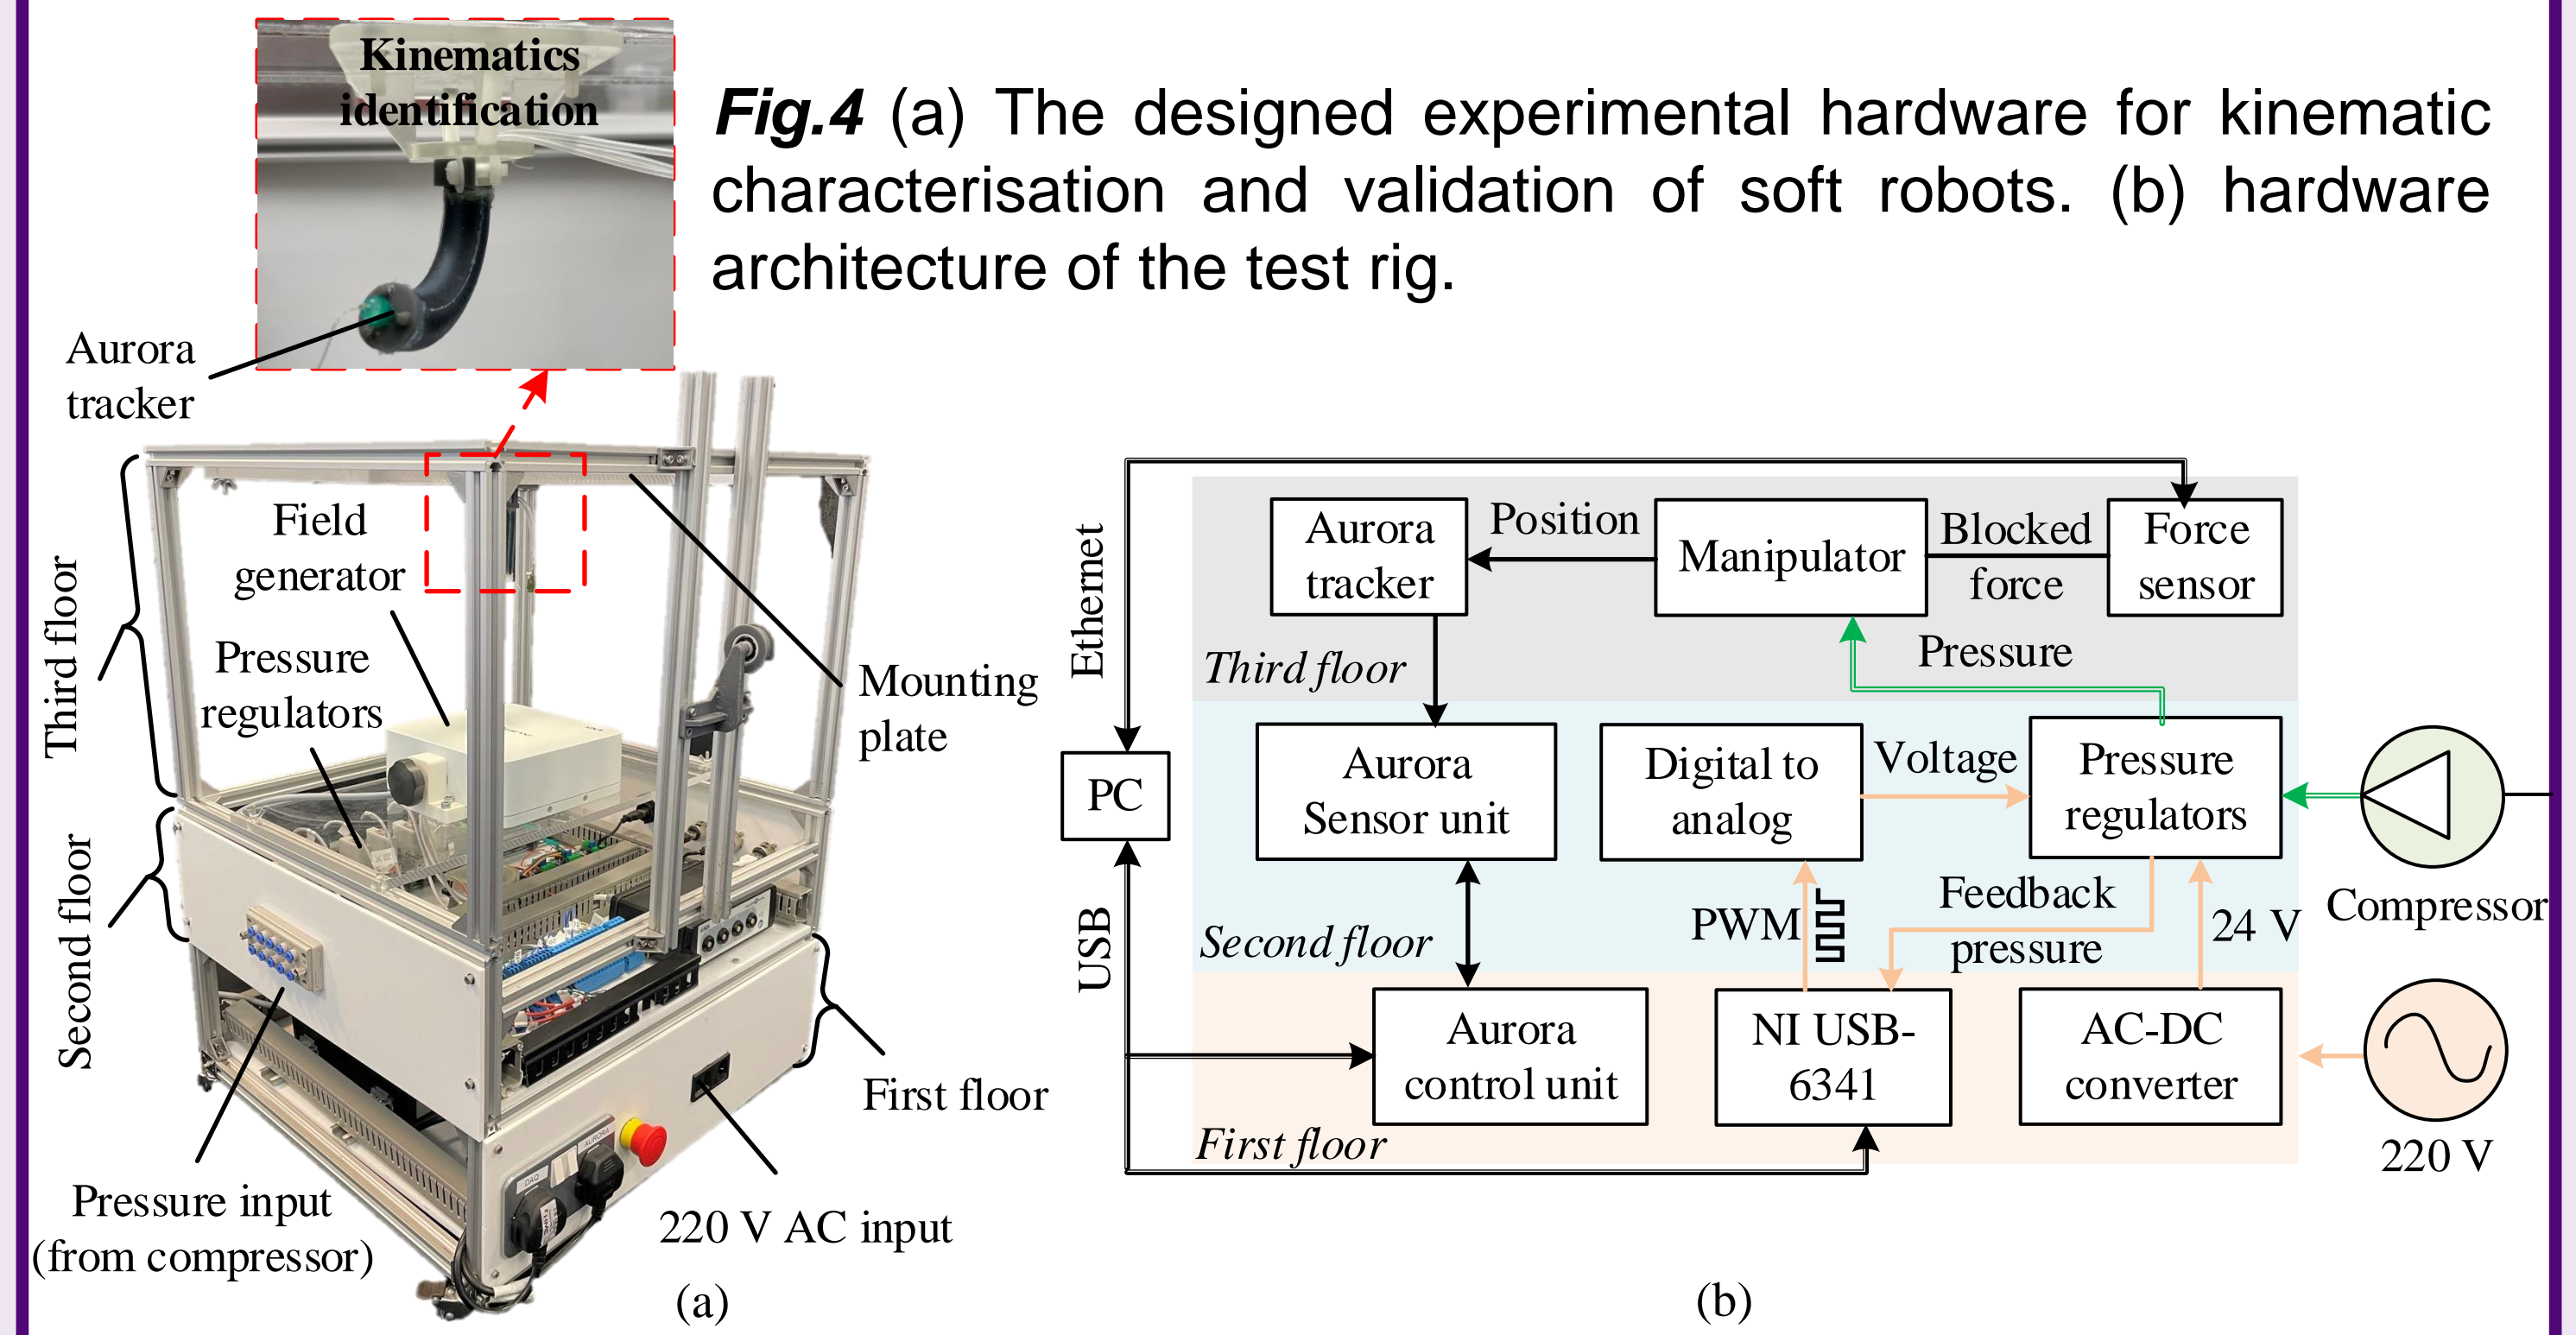 Kinematics
identification
Fig.4 (a) The designed experimental hardware for kinematic
characterisation and validation of soft robots. (b) hardware
architecture of the test rig.
Aurora
tracker
Field
generator
Pressure
regulators
Third floor
Second floor
Mounting
plate
First floor
Pressure input
(from compressor)
220 V AC input
DAQ
AURORA
(a)
Ethernet
USB
PC
Aurora
tracker
Position
Manipulator
Blocked
force
Force
sensor
Third floor
Pressure
Aurora
Sensor unit
Digital to
analog
Voltage
Pressure
regulators
Compressor
Second floor
PWM
Feedback
pressure
24 V
Aurora
control unit
NI USB-
6341
AC-DC
converter
220 V
First floor
(b)